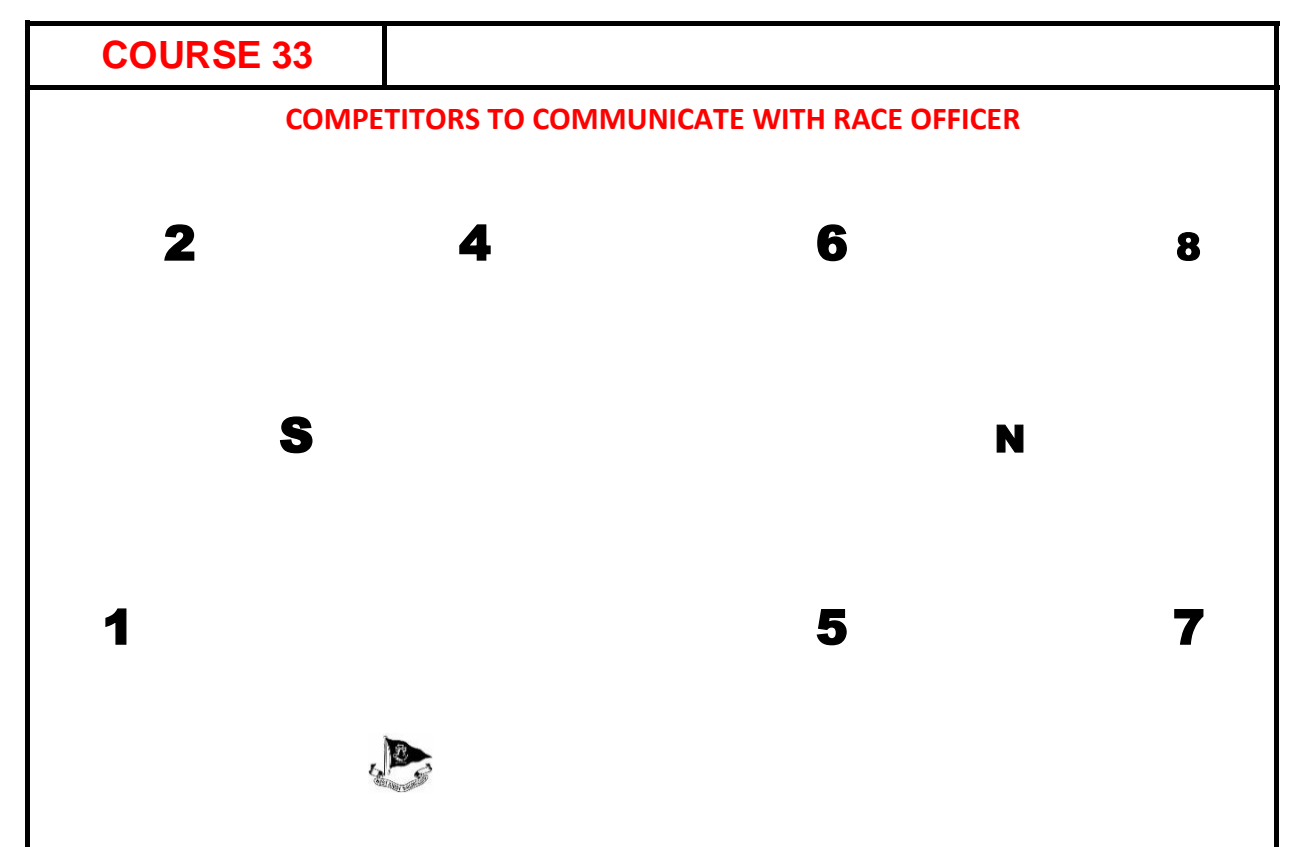 COURSE 33
COMPETITORS TO COMMUNICATE WITH RACE OFFICER
2 4 6 8
S N
1 5 7